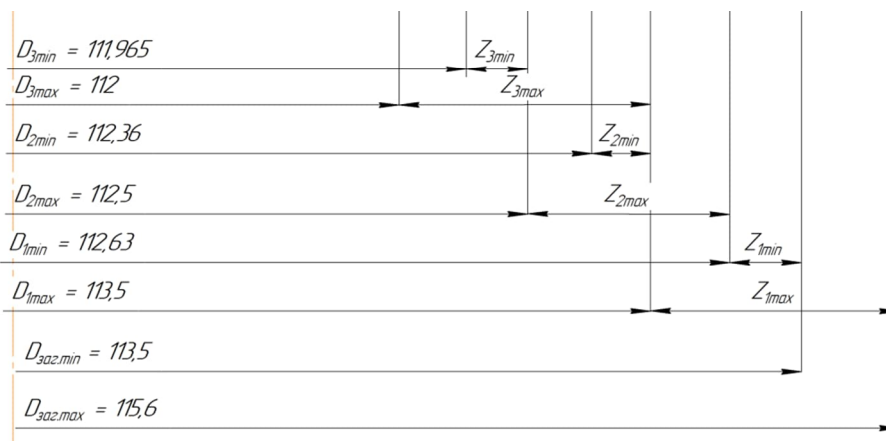 D3min = 111,965
Z3min
D3max = 112
Z3max
D2min = 112,36
Z2min
D2max = 112,5
Z2max
D1min = 112,63
Z1min
D1max = 113,5
Z1max
Dзаг.min = 113,5
Dзаг.max = 115,6